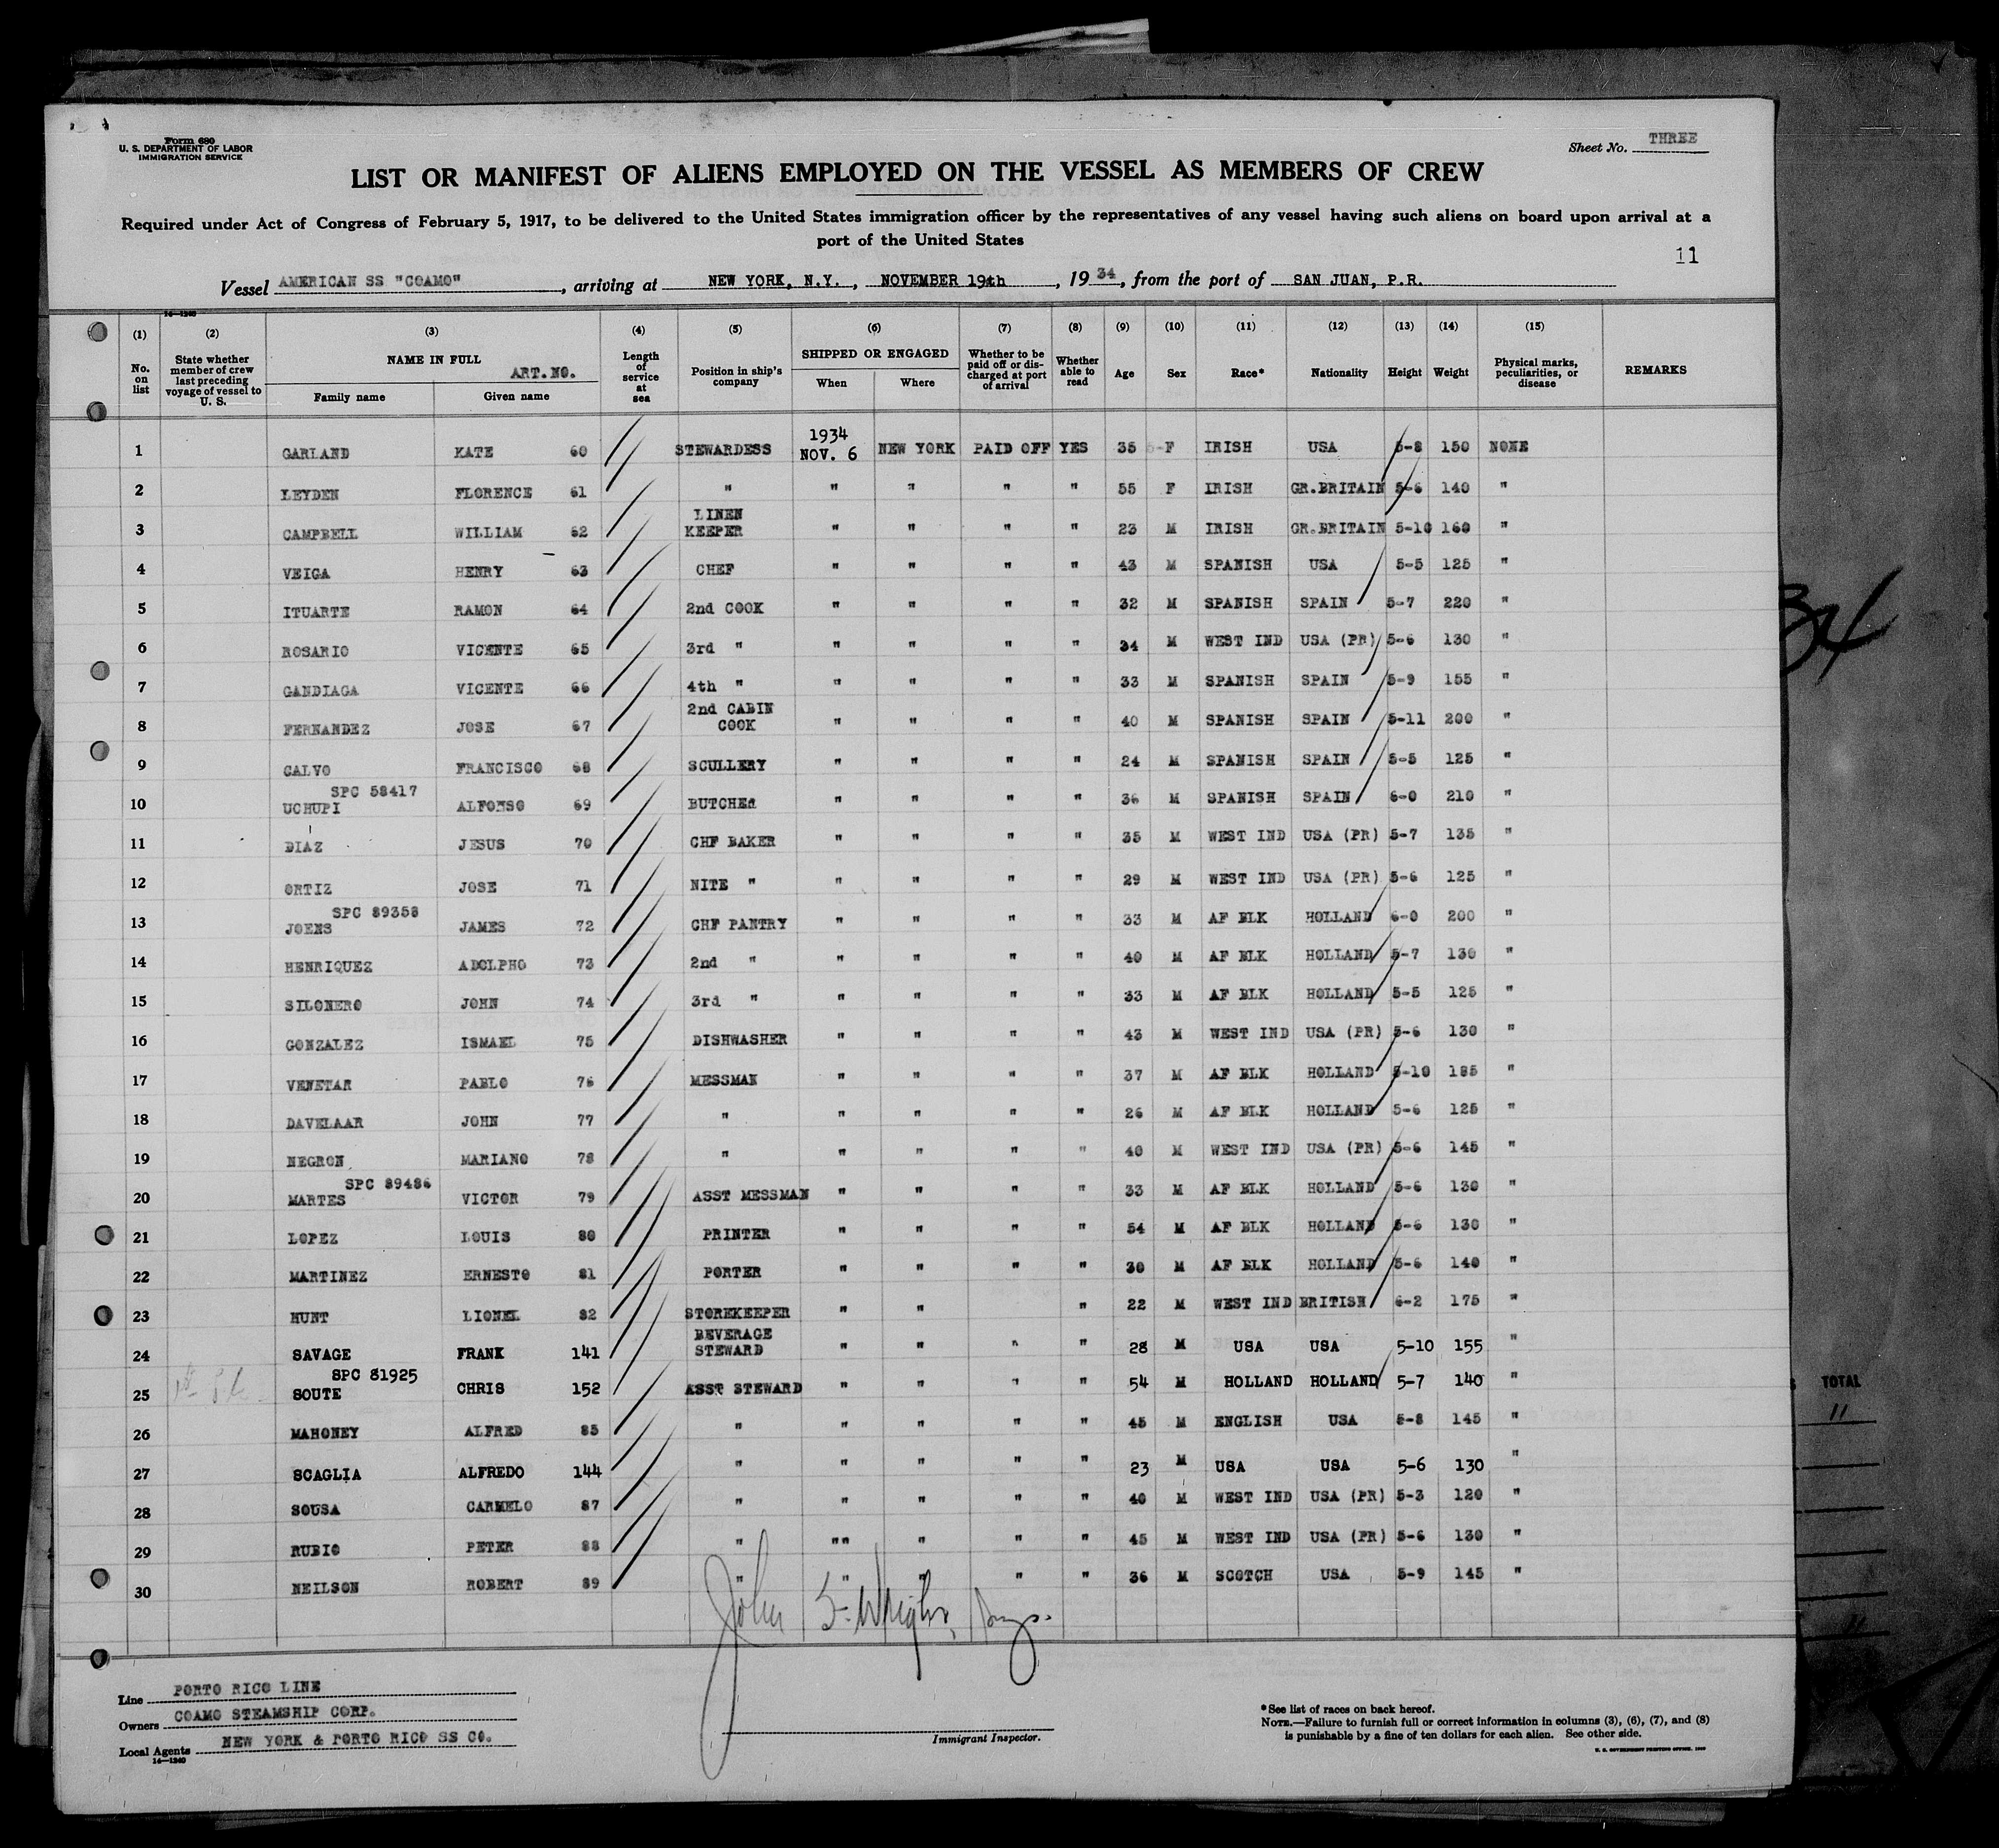 Form 680
U. S. DEPARTMENT OF LABOR
IMMIGRATION SERVICE
Sheet No. THREE
LIST OR MANIFEST OF ALIENS EMPLOYED ON THE VESSEL AS MEMBERS OF CREW
Required under Act of Congress of February 5, 1917, to be delivered to the United States immigration officer by the representatives of any vessel having such aliens on board upon arrival at a
port of the United States
11
Vessel AMERICAN SS "COAMO", arriving at NEW YORK, N.Y., NOVEMBER 19th, 1934, from the port of SAN JUAN, P.R.
14—1240
(1) (2) (3) (4) (5) (6) (7) (8) (9) (10) (11) (12) (13) (14) (15)
No. on list State whether member of crew last preceding voyage of vessel to U. S. NAME IN FULL ART.NO. Family name Given name Length of service at sea Position in ship's company SHIPPED OR ENGAGED When Where Whether to be paid off or discharged at port of arrival Whether able to read Age Sex Race* Nationality Height Weight Physical marks, peculiarities, or disease REMARKS
1 GARLAND KATE 60 STEWARDESS 1934 NOV. 6 NEW YORK PAID OFF YES 35 F IRISH USA 5-8 150 NONE
2 LEYDEN FLORENCE 61 " " " " " 55 F IRISH GR.BRITAIN 5-6 140 "
3 CAMPBELL WILLIAM 62 LINEN KEEPER " " " " 23 M IRISH GR.BRITAIN 5-10 160 "
4 VEIGA HENRY 63 CHEF " " " " 43 M SPANISH USA 5-5 125 "
5 ITUARTE RAMON 64 2nd COOK " " " " 32 M SPANISH SPAIN 5-7 220 "
6 ROSARIO VICENTE 65 3rd " " " " " 34 M WEST IND USA (PR) 5-6 130 "
7 GANDIAGA VICENTE 66 4th " " " " " 33 M SPANISH SPAIN 5-9 155 "
8 FERNANDEZ JOSE 67 2nd CABIN COOK " " " " 40 M SPANISH SPAIN 5-11 200 "
9 CALVO FRANCISCO 68 SCULLERY " " " " 24 M SPANISH SPAIN 5-5 125 "
SPC 58417
10 UCHUPI ALFONSO 69 BUTCHER " " " " 36 M SPANISH SPAIN 6-0 210 "
11 DIAZ JESUS 70 CHF BAKER " " " " 35 M WEST IND USA (PR) 5-7 135 "
12 ORTIZ JOSE 71 NITE " " " " " 29 M WEST IND USA (PR) 5-6 125 "
SPC 89358
13 JOENS JAMES 72 CHF PANTRY " " " " 33 M AF BLK HOLLAND 6-0 200 "
14 HENRIQUEZ ADOLPHO 73 2nd " " " " " 40 M AF BLK HOLLAND 5-7 130 "
15 SILONERO JOHN 74 3rd " " " " " 33 M AF BLK HOLLAND 5-5 125 "
16 GONZALEZ ISMAEL 75 DISHWASHER " " " " 43 M WEST IND USA (PR) 5-6 130 "
17 VENETAR PABLO 76 MESSMAN " " " " 37 M AF BLK HOLLAND 5-10 185 "
18 DAVELAAR JOHN 77 " " " " " 26 M AF BLK HOLLAND 5-6 125 "
19 NEGRON MARIANO 78 " " " " " 40 M WEST IND USA (PR) 5-6 145 "
SPC 89486
20 MARTES VICTOR 79 ASST MESSMAN " " " " 33 M AF BLK HOLLAND 5-6 130 "
21 LOPEZ LOUIS 80 PRINTER " " " " 54 M AF BLK HOLLAND 5-6 130 "
22 MARTINEZ ERNESTO 81 PORTER " " " " 30 M AF BLK HOLLAND 5-6 140 "
23 HUNT LIONEL 82 STOREKEEPER " " " 22 M WEST IND BRITISH 6-2 175 "
24 SAVAGE FRANK 141 BEVERAGE STEWARD " " " " 28 M USA USA 5-10 155 "
SPC 81925
25 SOUTE CHRIS 152 ASST STEWARD " " " " 54 M HOLLAND HOLLAND 5-7 140 "
26 MAHONEY ALFRED 85 " " " " " 45 M ENGLISH USA 5-8 145 "
27 SCAGLIA ALFREDO 144 " " " " " 23 M USA USA 5-6 130 "
28 SOUSA CARMELO 87 " " " " " 40 M WEST IND USA (PR) 5-3 120 "
29 RUBIO PETER 88 " "" " " " 45 M WEST IND USA (PR) 5-6 130 "
30 NEILSON ROBERT 89 " " " " " 36 M SCOTCH USA 5-9 145 "
John Wright
Line PORTO RICO LINE
Owners COAMO STEAMSHIP CORP.
Local Agents NEW YORK & PORTO RICO SS CO.
14—1240
Immigrant Inspector.
*See list of races on back hereof.
NOTE.—Failure to furnish full or correct information in columns (3), (6), (7), and (8)
is punishable by a fine of ten dollars for each alien. See other side.
34
TOTAL
11